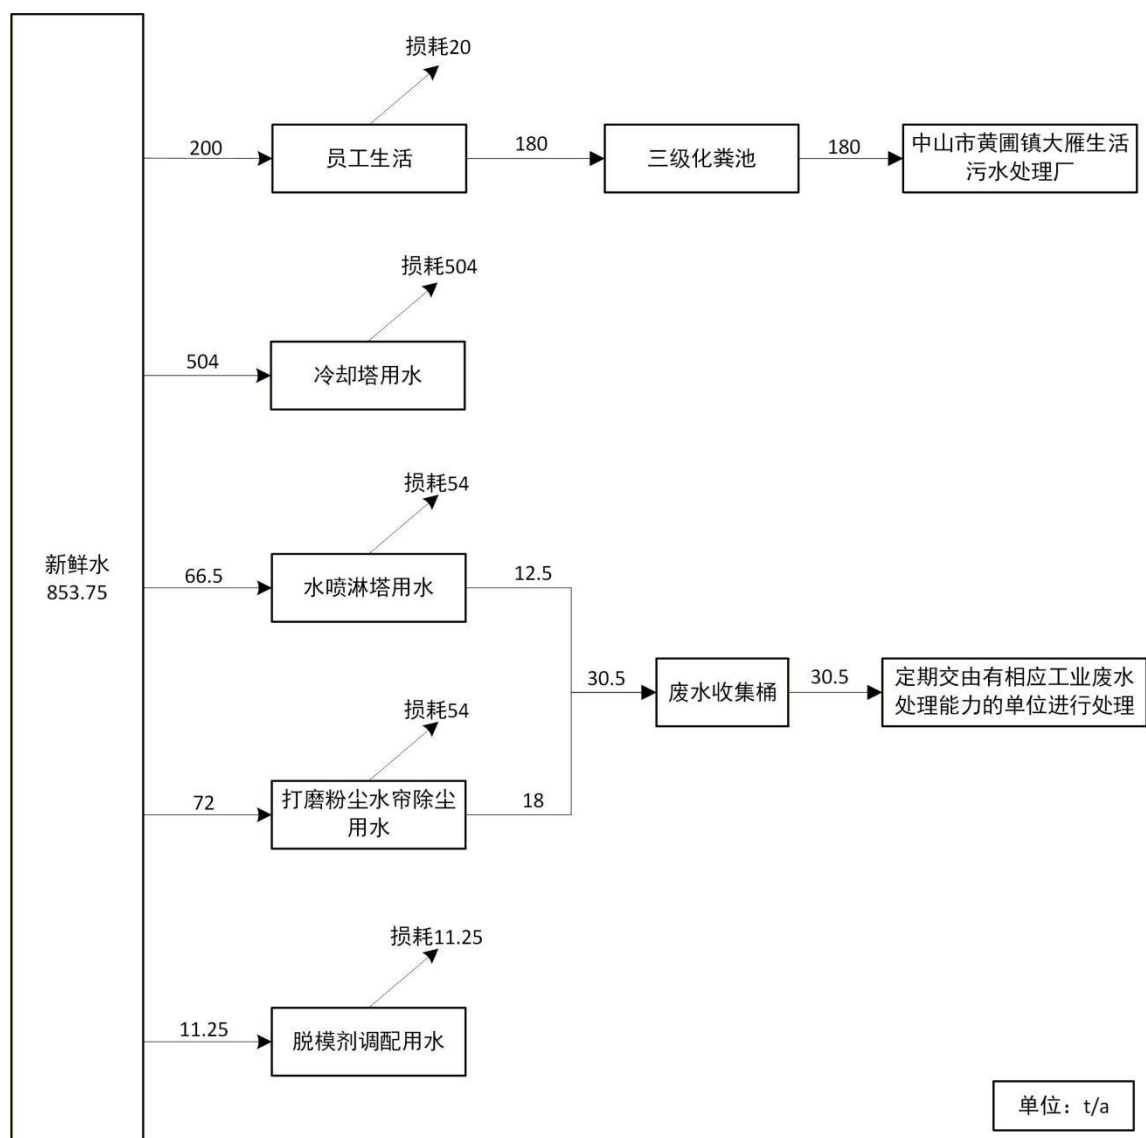 损耗20
200
员工生活
180
三级化粪池
180
中山市黄圃镇大雁生活
污水处理厂
损耗504
504
冷却塔用水
损耗54
新鲜水
853.75
66.5
水喷淋塔用水
12.5
30.5
废水收集桶
30.5
定期交由有相应工业废水
处理能力的单位进行处理
损耗54
72
打磨粉尘水帘除尘
用水
18
损耗11.25
11.25
脱模剂调配用水
单位：t/a